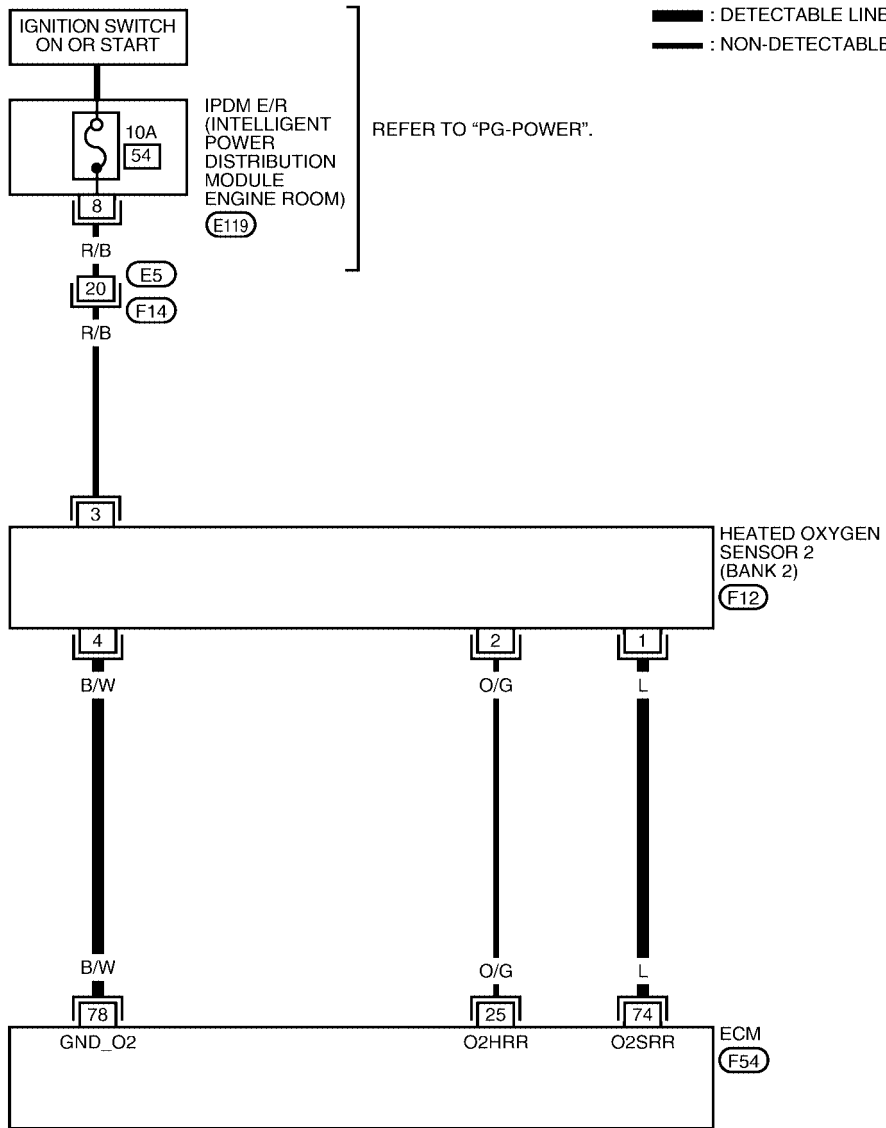 IGNITION SWITCH
ON OR START
: DETECTABLE LINE
: NON-DETECTABLE
10A
54
IPDM E/R
(INTELLIGENT
POWER
DISTRIBUTION
MODULE
ENGINE ROOM)
E119
REFER TO “PG-POWER”.
8
R/B
20
E5
F14
R/B
3
HEATED OXYGEN
SENSOR 2
(BANK 2)
F12
4
2
1
B/W
O/G
L
B/W
O/G
L
78
25
74
GND_O2
O2HRR
O2SRR
ECM
F54